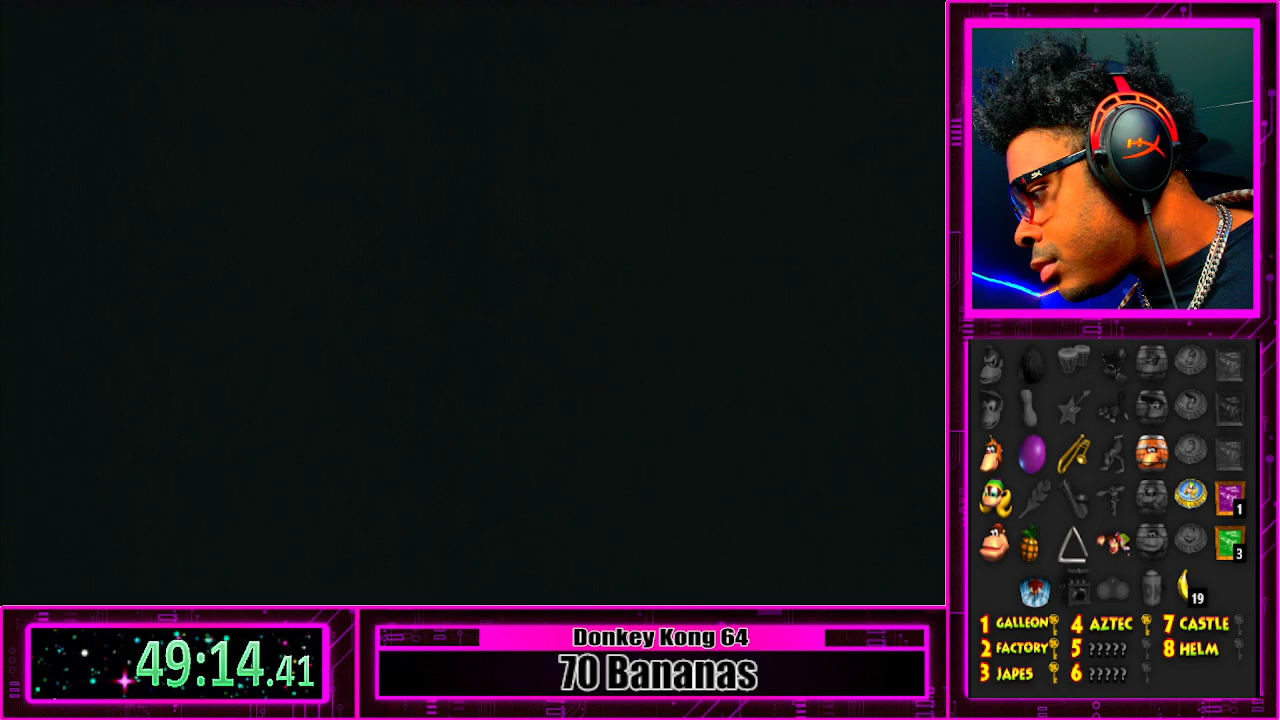 1
3
19
1 GALLEON 4 AZTEC 7 CASTLE
2 FACTORY 5 ????? 8 HELM
3 JAPES 6 ?????
Donkey Kong 64
49:14.41
70 Bananas